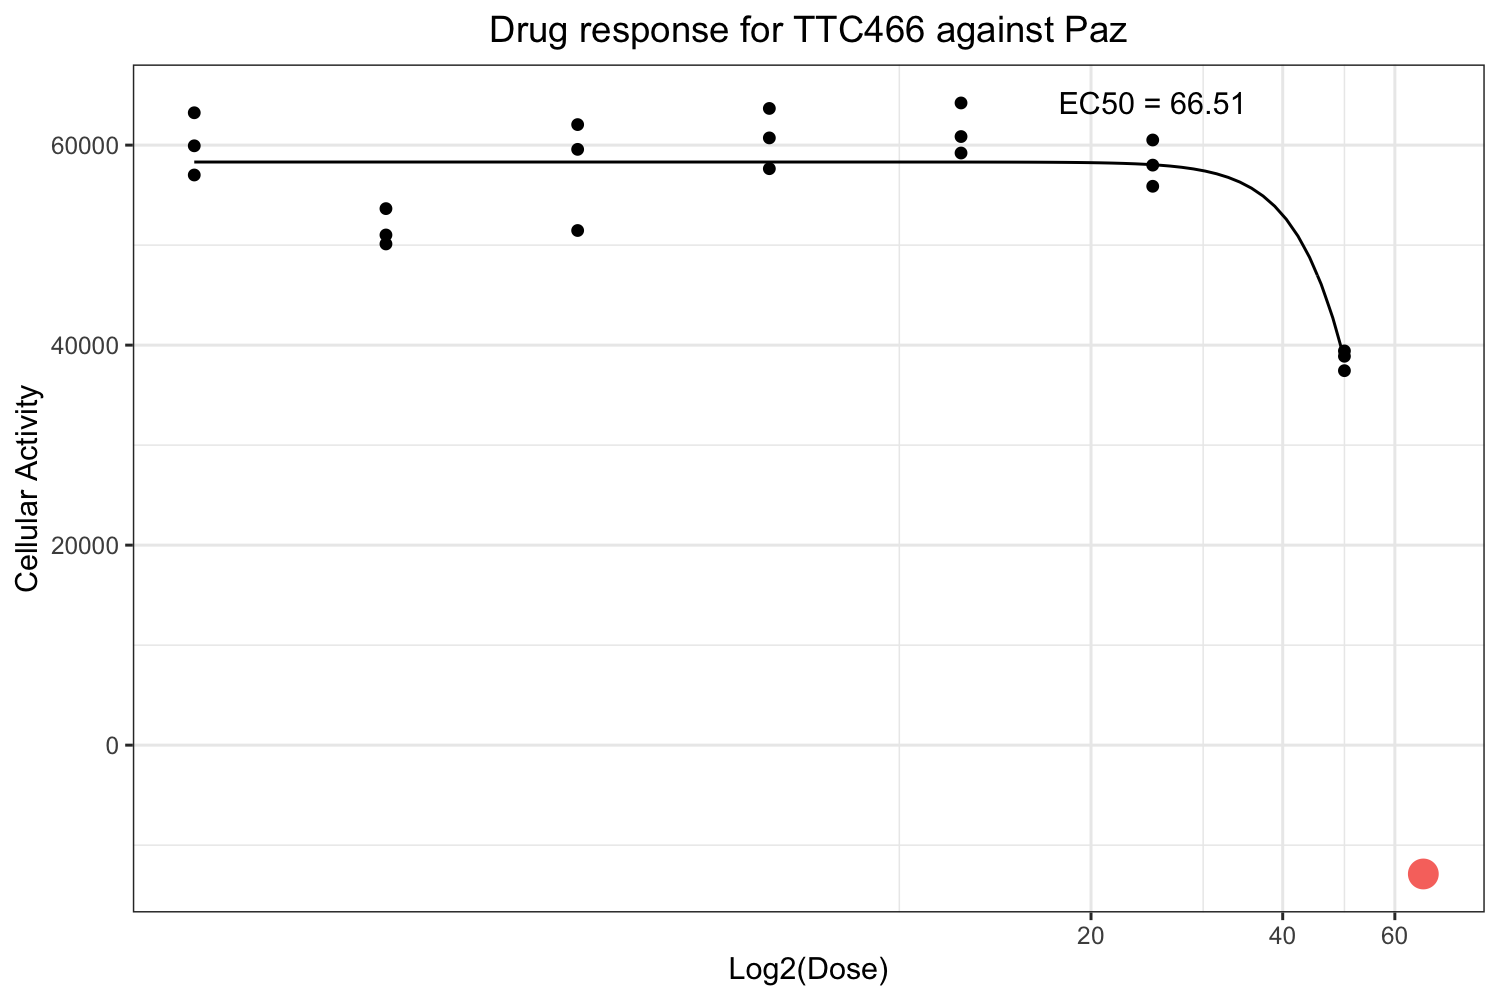 Drug response for TTC466 against Paz
EC50 = 66.51
60000
40000
20000
0
Cellular Activity
20
40
60
Log2(Dose)